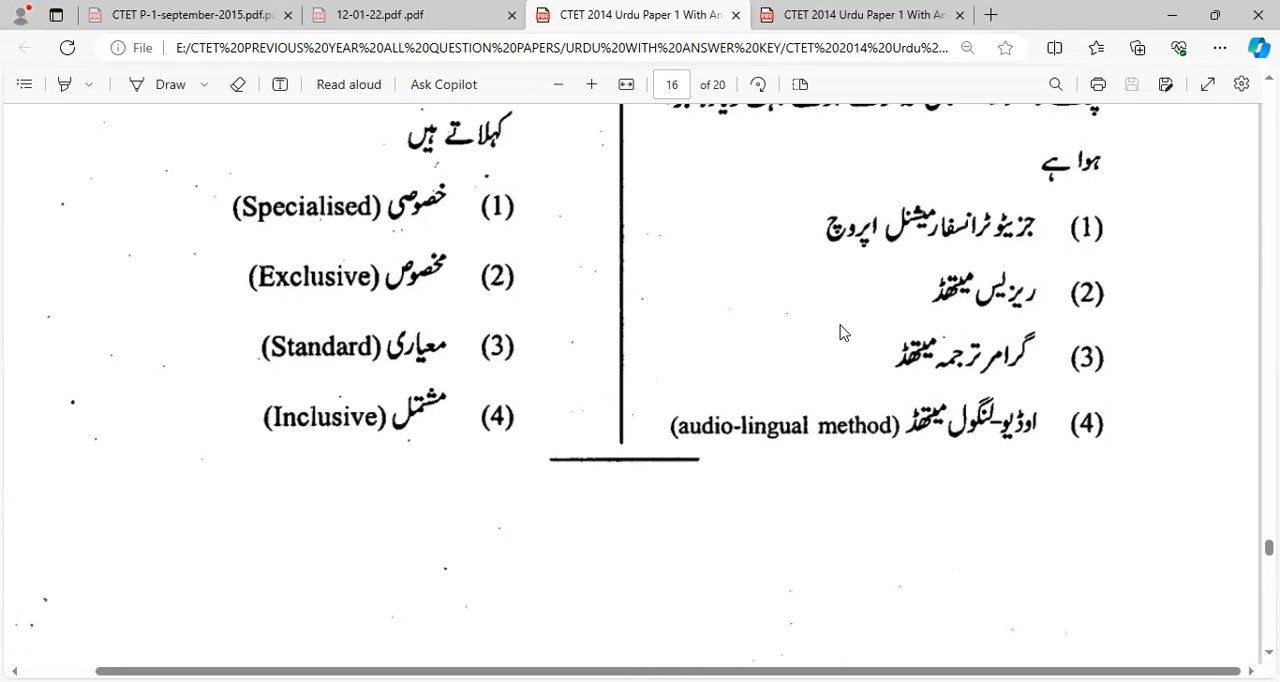 CTET P-1-september-2015.pdf.p
12-01-22.pdf .pdf
CTET 2014 Urdu Paper 1 With An
CTET 2014 Urdu Paper 1 With An
File
E:/CTET%20PREVIOUS%20YEAR%20ALL%20QUESTION%20PAPERS/URDU%20WITH%20ANSWER%20KEY/CTET%202014%20Urdu%2...
Draw
Read aloud
Ask Copilot
16 of 20
ہوا ہے
(1) جزیٹو ٹرانسفارمیشنل اپروچ
(2) ریزلیس میتھڈ
(3) گرامر ترجمہ میتھڈ
(4) اوڈیو-لنگول میتھڈ (audio-lingual method)
کہلاتے ہیں
(1) خصوصی (Specialised)
(2) مخصوص (Exclusive)
(3) معیاری (Standard)
(4) مشتمل (Inclusive)